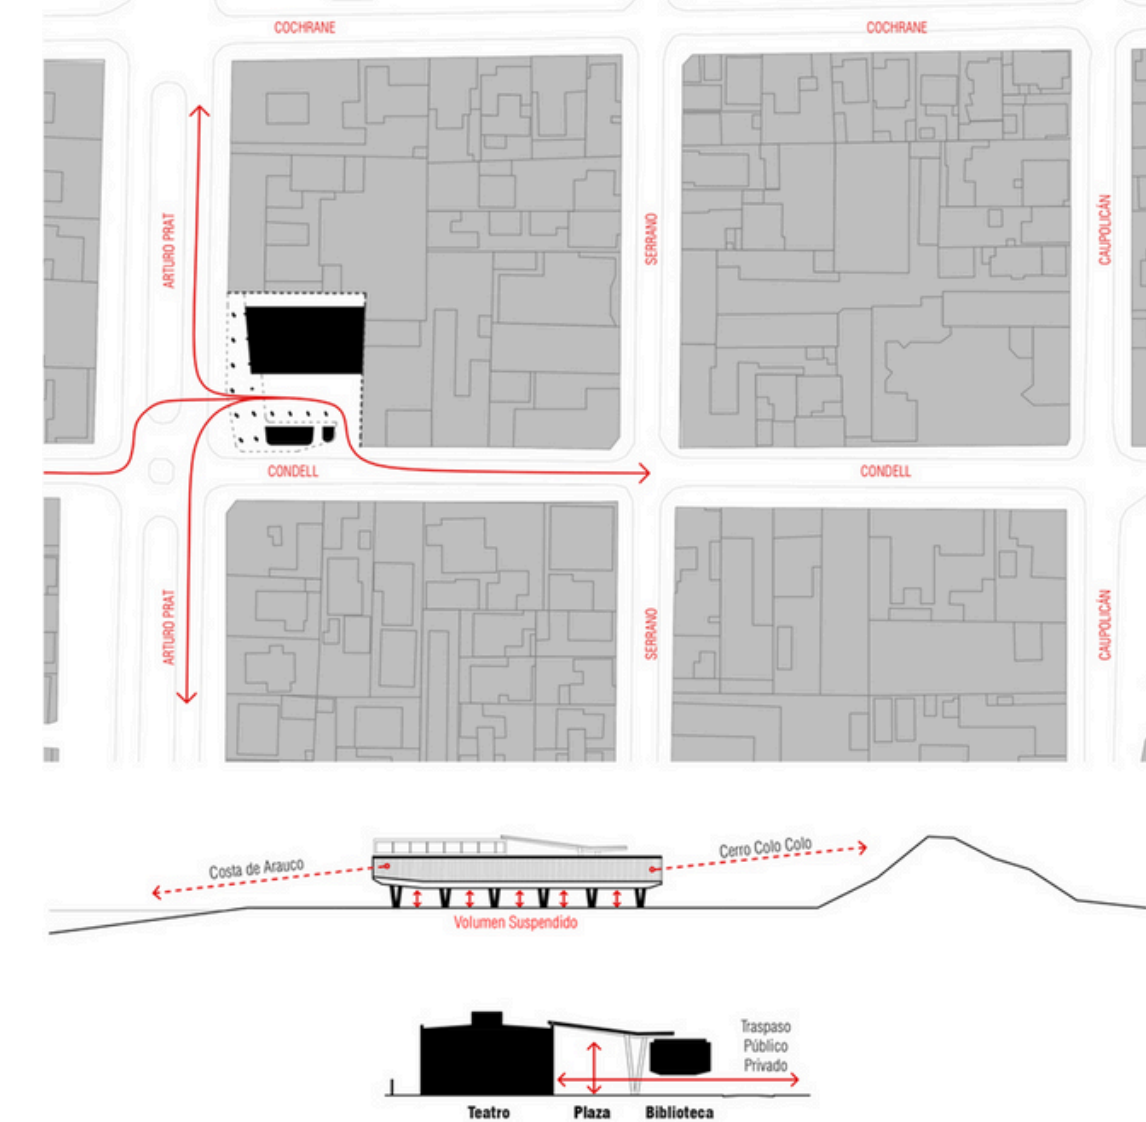 COCHRANE
COCHRANE
ARTURO PRAT
SERRANO
CAUPOLICÁN
CONDELL
CONDELL
ARTURO PRAT
SERRANO
CAUPOLICÁN
Costa de Arauco
Cerro Colo Colo
Volumen Suspendido
Traspaso
Público
Privado
Teatro
Plaza
Biblioteca